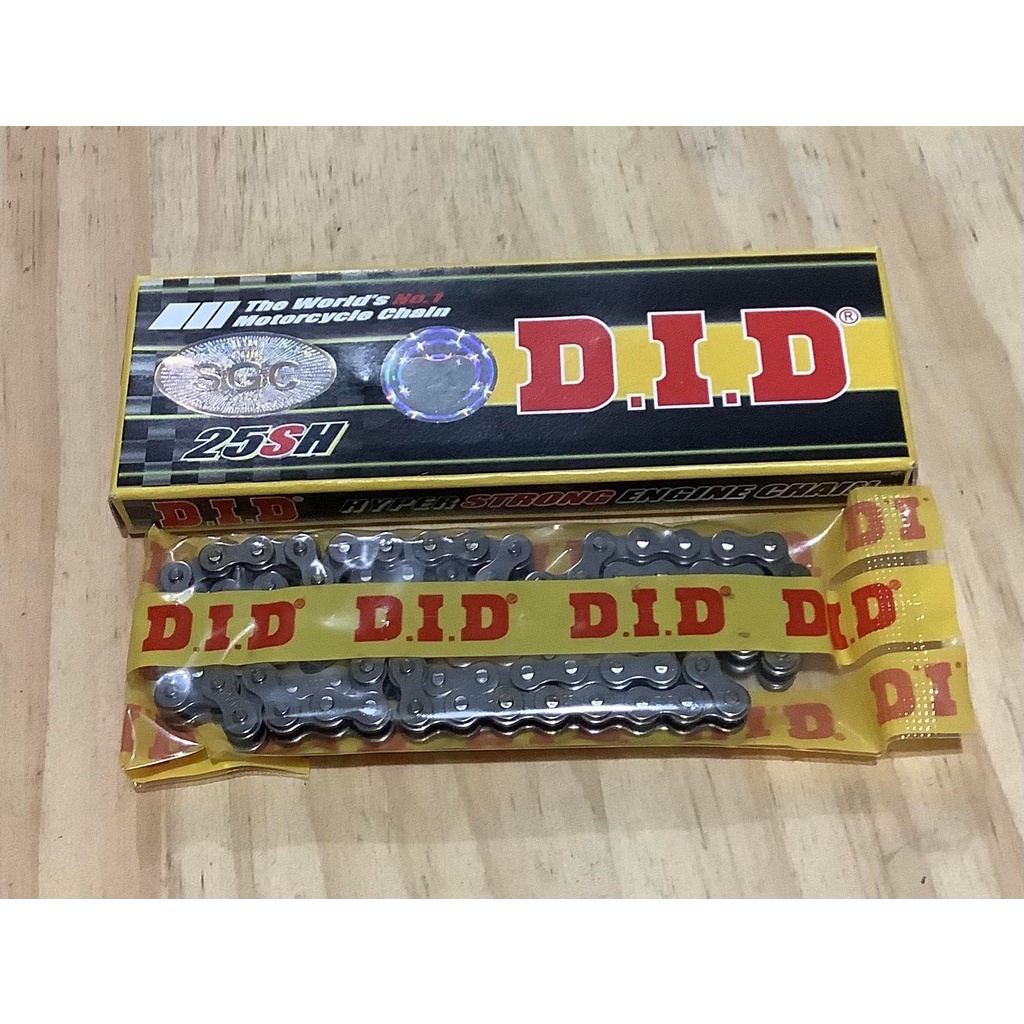 The World's No.1
Motorcycle Chain
SGC
D.I.D®
25SH
D.I.D® HYPER STRONG ENGINE CHAIN
D.I
D.I.D® D.I.D® D.I.D® D.I.D
D.I
D